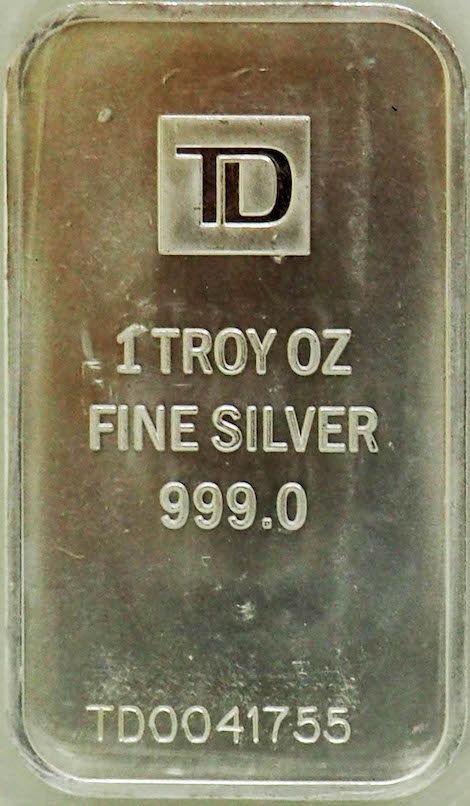 TD
1 TROY OZ
FINE SILVER
999.0
TD0041755